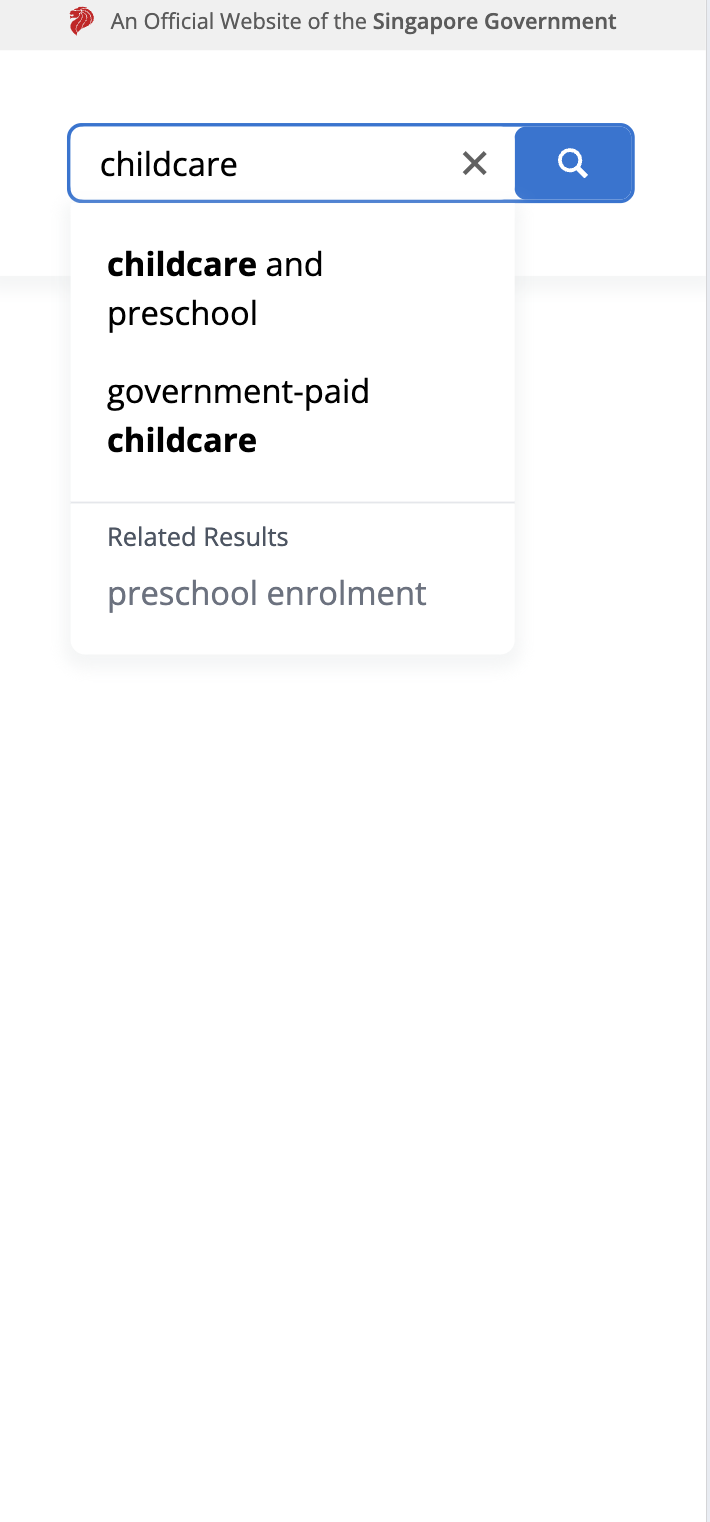 An Official Website of the Singapore Government
childcare
childcare and
preschool
government-paid
childcare
Related Results
preschool enrolment